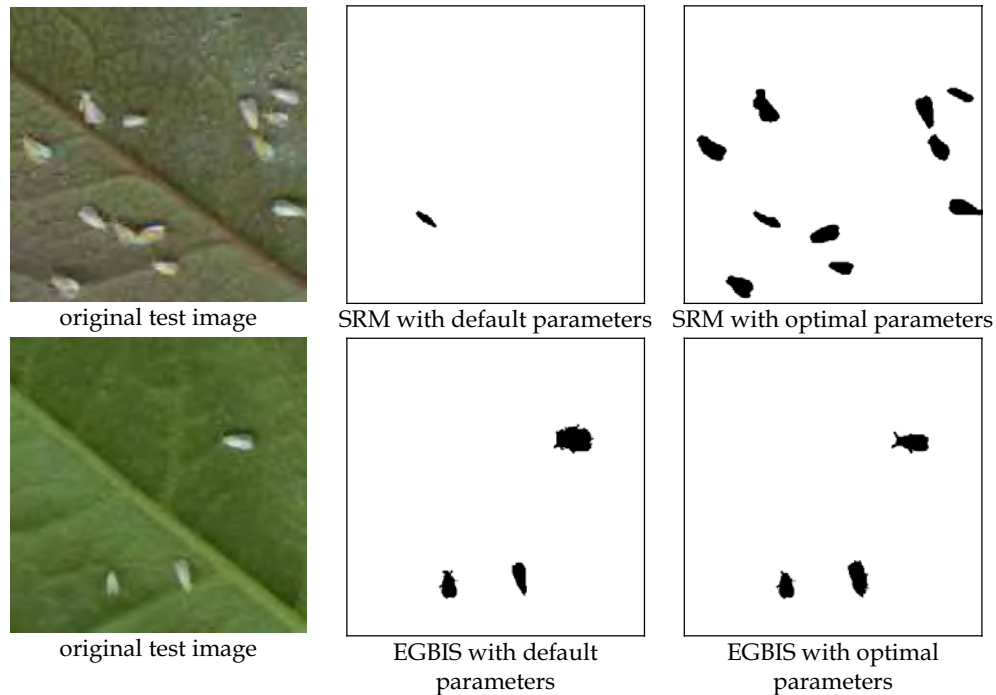 original test image
SRM with default parameters
SRM with optimal parameters
original test image
EGBIS with default
parameters
EGBIS with optimal
parameters